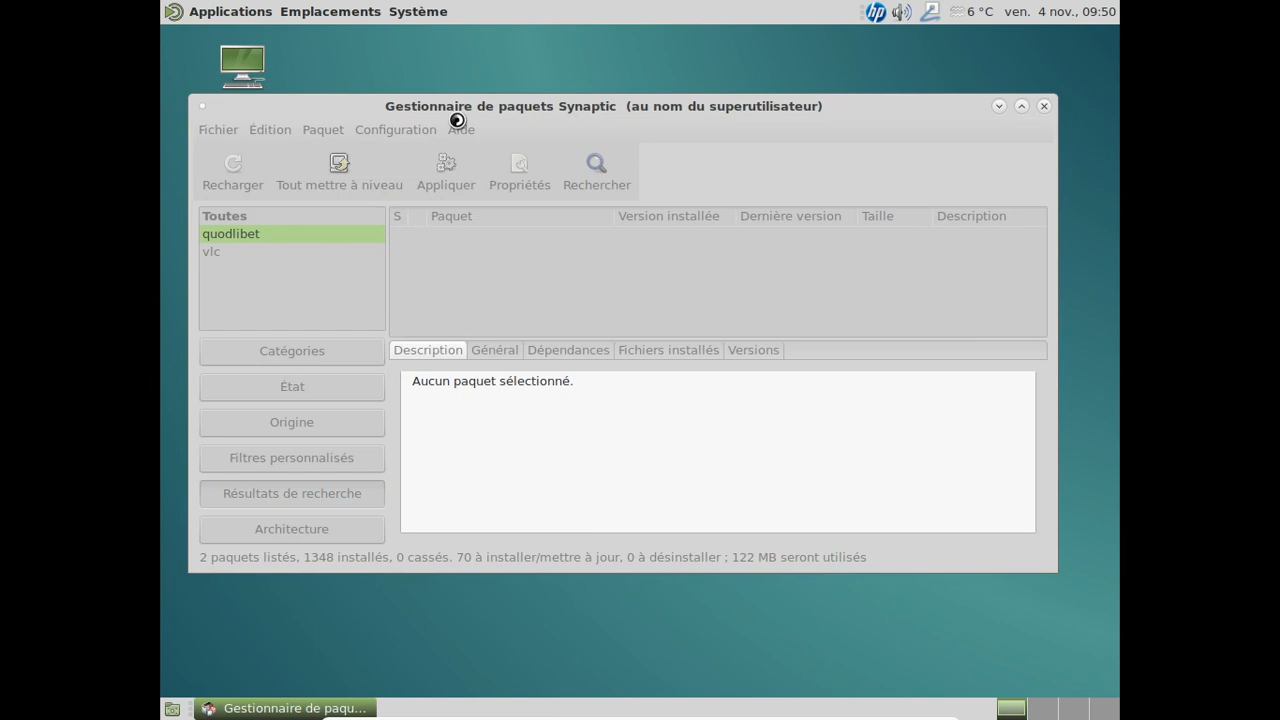 Applications Emplacements Système
hp
6 °C ven. 4 nov., 09:50
Gestionnaire de paquets Synaptic (au nom du superutilisateur)
Fichier Édition Paquet Configuration Aide
Recharger Tout mettre à niveau Appliquer Propriétés Rechercher
Toutes
quodlibet
vlc
S Paquet Version installée Dernière version Taille Description
Catégories
État
Origine
Filtres personnalisés
Résultats de recherche
Architecture
Description Général Dépendances Fichiers installés Versions
Aucun paquet sélectionné.
2 paquets listés, 1348 installés, 0 cassés. 70 à installer/mettre à jour, 0 à désinstaller ; 122 MB seront utilisés
Gestionnaire de paqu...